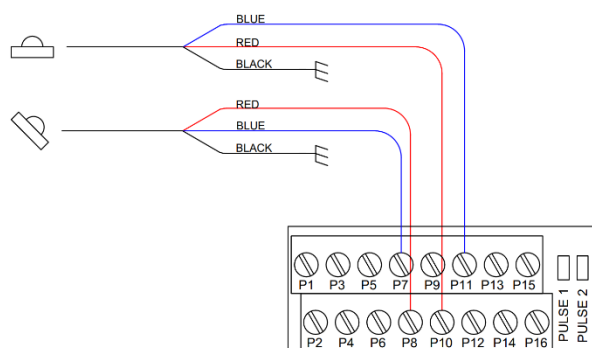 BLUE
RED
BLACK
RED
BLUE
BLACK
P1 P3 P5 P7 P9 P11 P13 P15
P2 P4 P6 P8 P10 P12 P14 P16
PULSE 1
PULSE 2